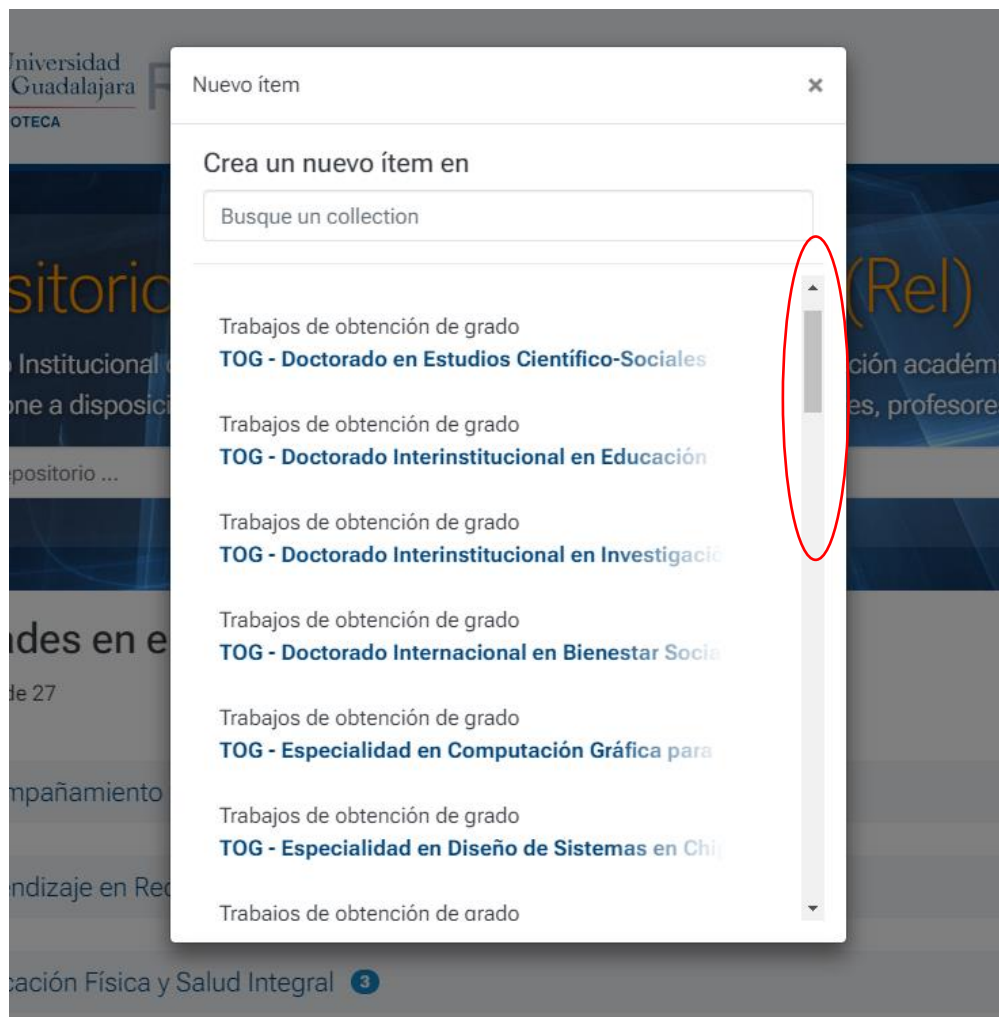 Universidad
Guadalajara
OTECA
Nuevo ítem
×
Crea un nuevo ítem en
Busque un collection
sitorio
(Rel)
Institucional
ción académ
one a disposici
es, profesore
epositorio ...
Trabajos de obtención de grado
TOG - Doctorado en Estudios Científico-Sociales
Trabajos de obtención de grado
TOG - Doctorado Interinstitucional en Educación
Trabajos de obtención de grado
TOG - Doctorado Interinstitucional en Investigació
Trabajos de obtención de grado
TOG - Doctorado Internacional en Bienestar Socia
ades en e
de 27
Trabajos de obtención de grado
TOG - Especialidad en Computación Gráfica para
mpañamiento
Trabajos de obtención de grado
TOG - Especialidad en Diseño de Sistemas en Chip
endizaje en Red
Trabajos de obtención de grado
cación Física y Salud Integral 3